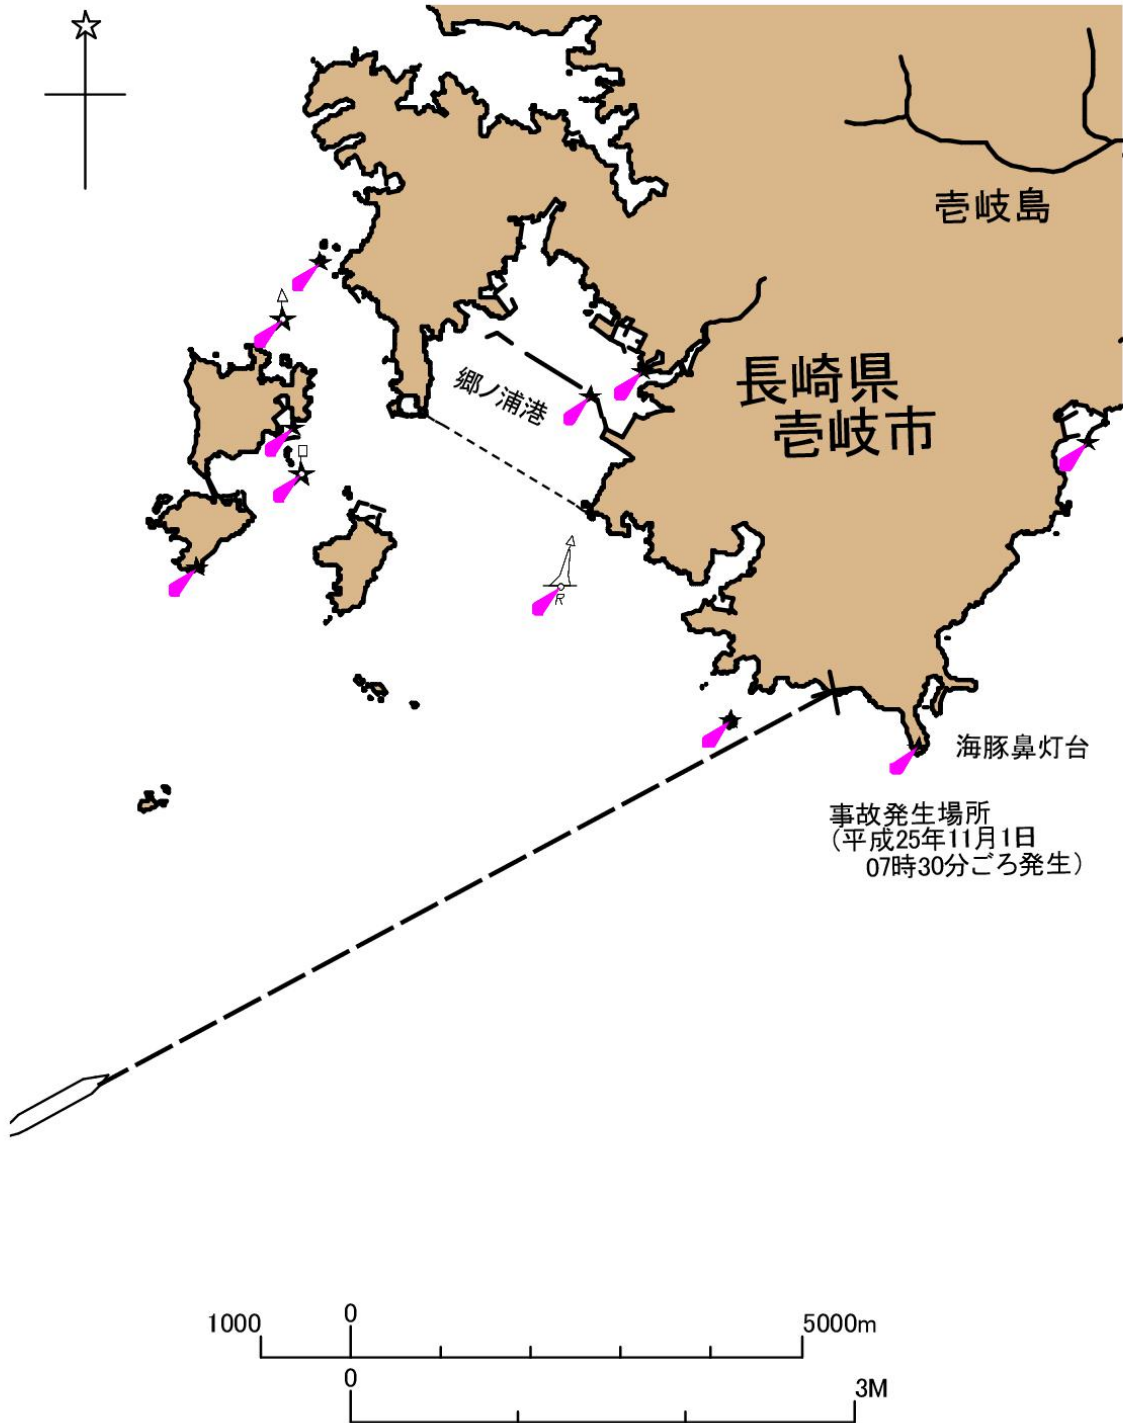 壱岐島
長崎県
壱岐市
郷ノ浦港
R
海豚鼻灯台
事故発生場所
(平成25年11月1日
07時30分ごろ発生)
1000 0 5000m
0 3M